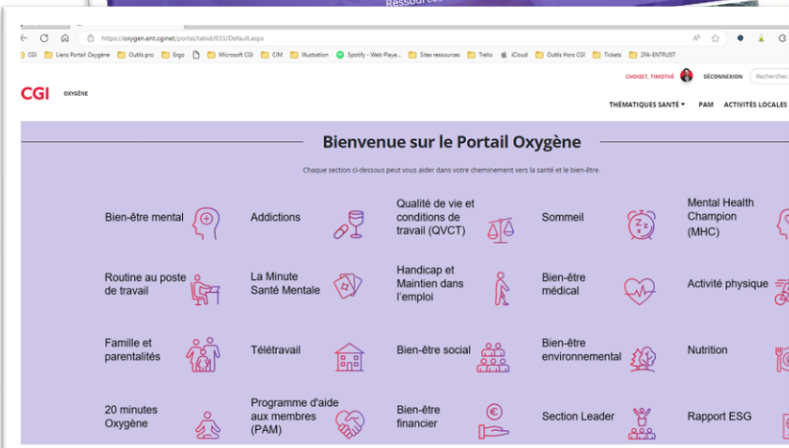 Ressources
https://oxygen.ent.cginet/portal/tabid/833/Default.aspx
CGI Liens Portail Oxygène Outils pro Ergo Microsoft CGI CIM Illustration Spotify - Web Playe... Sites ressources Trello iCloud Outils Hors CGI Tickets 2FA-ENTRUST
CHOISET, TIMOTHÉ DÉCONNEXION Rechercher
CGI OXYGÈNE
THÉMATIQUES SANTÉ PAM ACTIVITÉS LOCALES
Bienvenue sur le Portail Oxygène
Chaque section ci-dessous peut vous aider dans votre cheminement vers la santé et le bien-être.
Bien-être mental
Addictions
Qualité de vie et
conditions de
travail (QVCT)
Sommeil
Mental Health
Champion
(MHC)
Routine au poste
de travail
La Minute
Santé Mentale
Handicap et
Maintien dans
l'emploi
Bien-être
médical
Activité physique
Famille et
parentalités
Télétravail
Bien-être social
Bien-être
environnemental
Nutrition
20 minutes
Oxygène
Programme d'aide
aux membres
(PAM)
Bien-être
financier
Section Leader
Rapport ESG